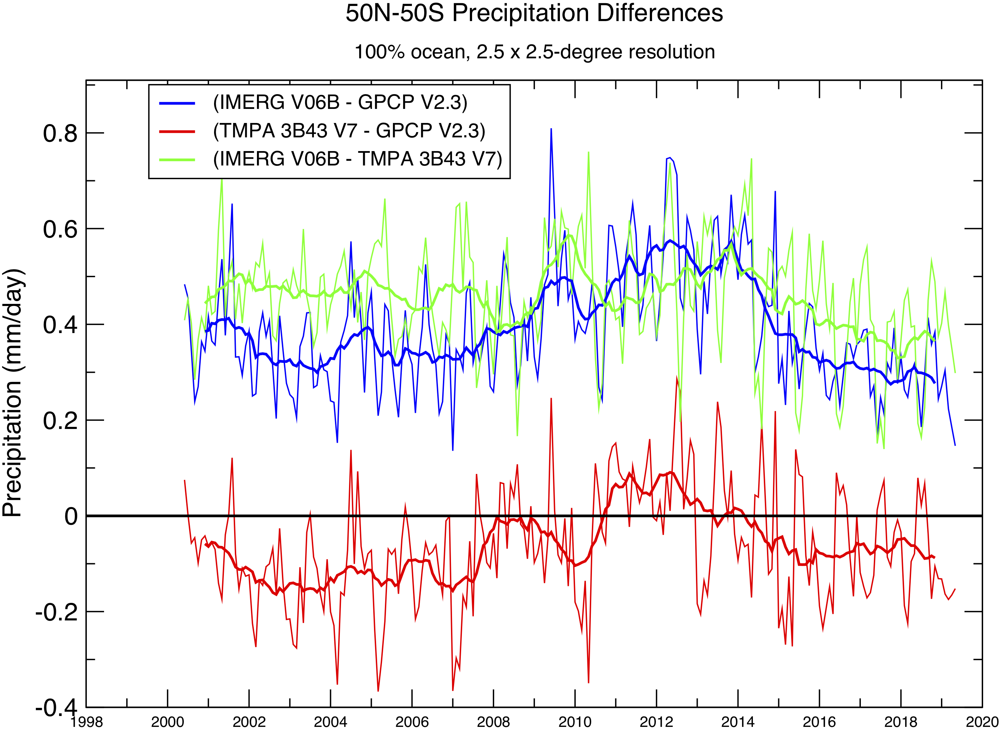 50N-50S Precipitation Differences
100% ocean, 2.5 x 2.5-degree resolution
(IMERG V06B - GPCP V2.3)
(TMPA 3B43 V7 - GPCP V2.3)
(IMERG V06B - TMPA 3B43 V7)
Precipitation (mm/day)
0.8
0.6
0.4
0.2
0
-0.2
-0.4
1998 2000 2002 2004 2006 2008 2010 2012 2014 2016 2018 2020